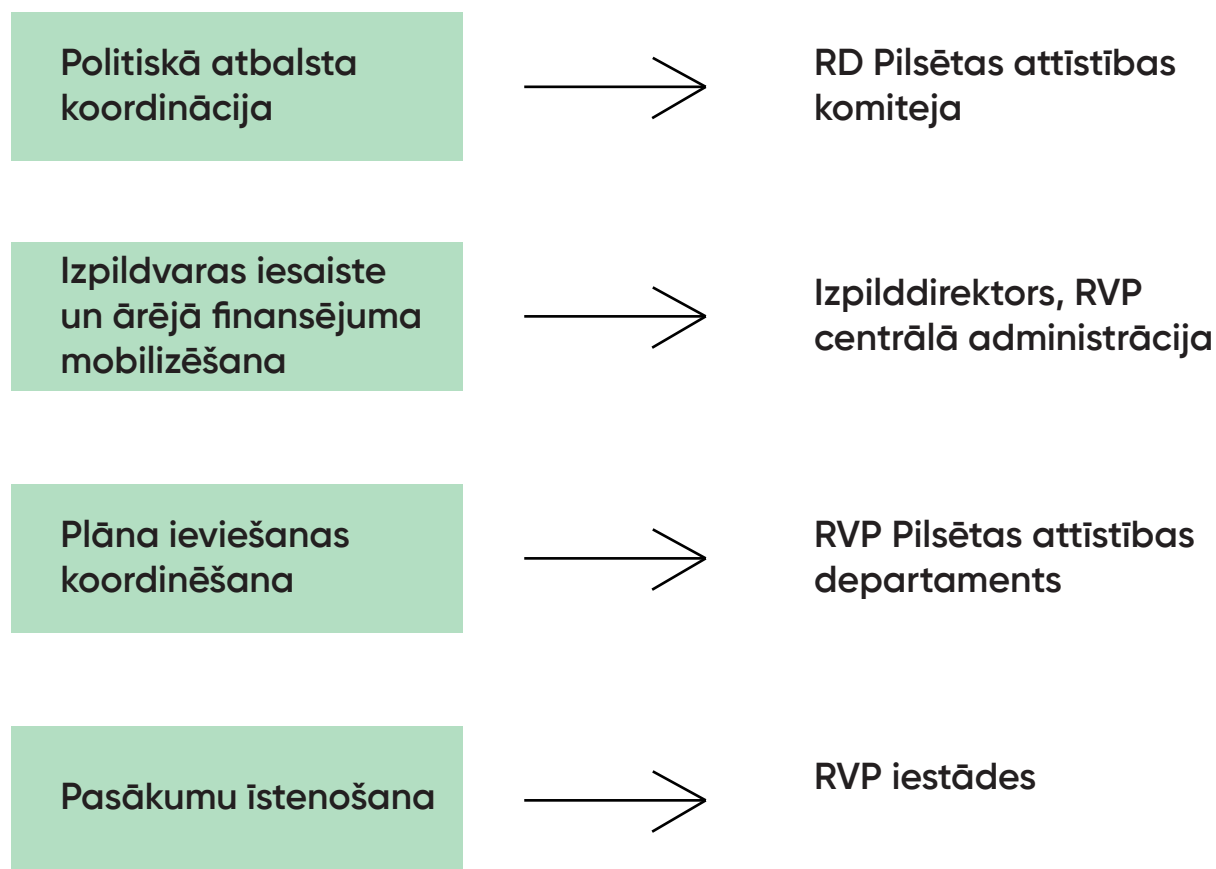 Politiskā atbalsta
koordinācija
RD Pilsētas attīstības
komiteja
Izpildvaras iesaiste
un ārējā finansējuma
mobilizēšana
Izpilddirektors, RVP
centrālā administrācija
Plāna ieviešanas
koordinēšana
RVP Pilsētas attīstības
departaments
Pasākumu īstenošana
RVP iestādes